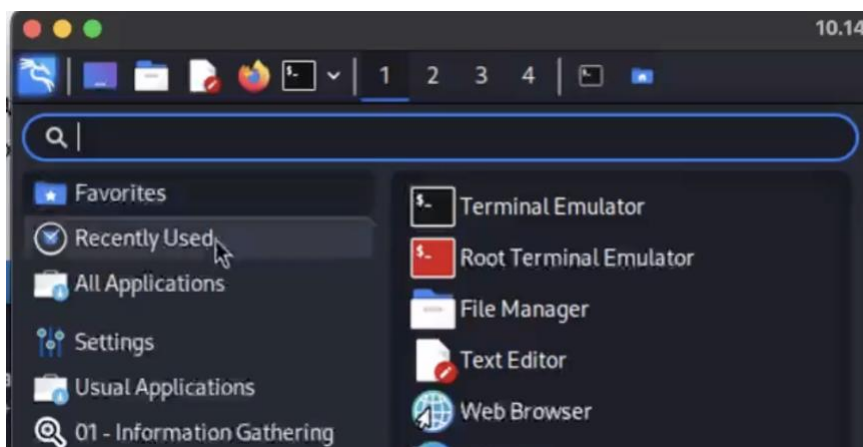 10.14
1 2 3 4
Favorites
Recently Used
All Applications
Settings
Usual Applications
01 - Information Gathering
Terminal Emulator
Root Terminal Emulator
File Manager
Text Editor
Web Browser